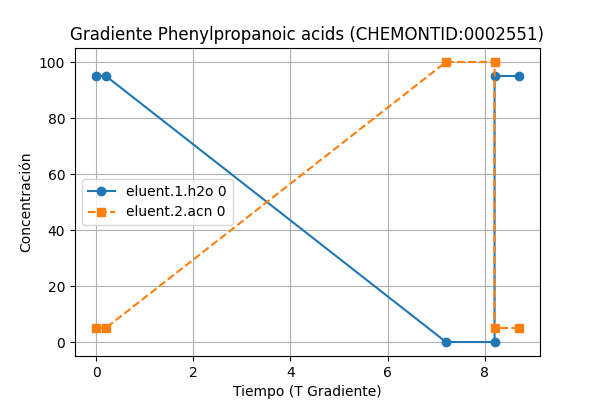 Gradiente Phenylpropanoic acids (CHEMONTID:0002551)
Concentración
100
80
60
40
20
0
eluent.1.h2o 0
eluent.2.acn 0
0 2 4 6 8
Tiempo (T Gradiente)